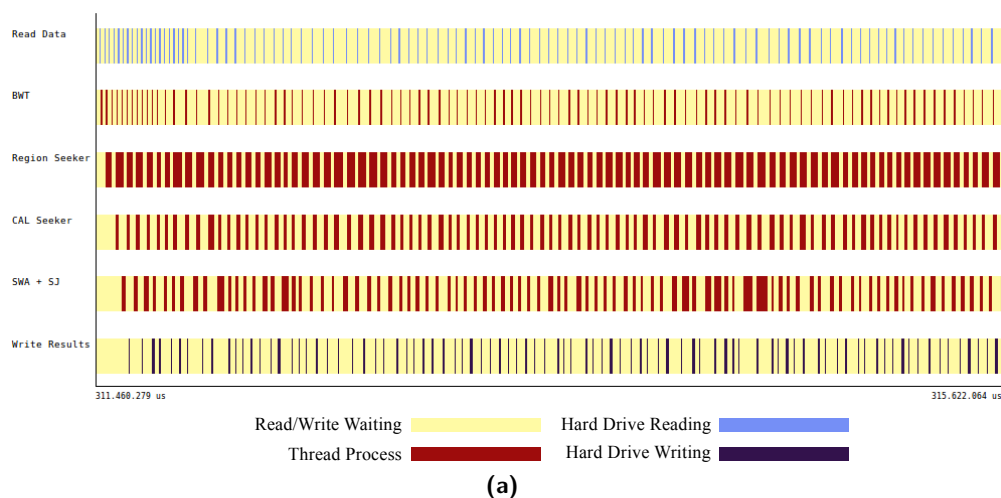 Read Data
BWT
Region Seeker
CAL Seeker
SWA + SJ
Write Results
311.460.279 us 315.622.064 us
Read/Write Waiting Hard Drive Reading
Thread Process Hard Drive Writing
(a)